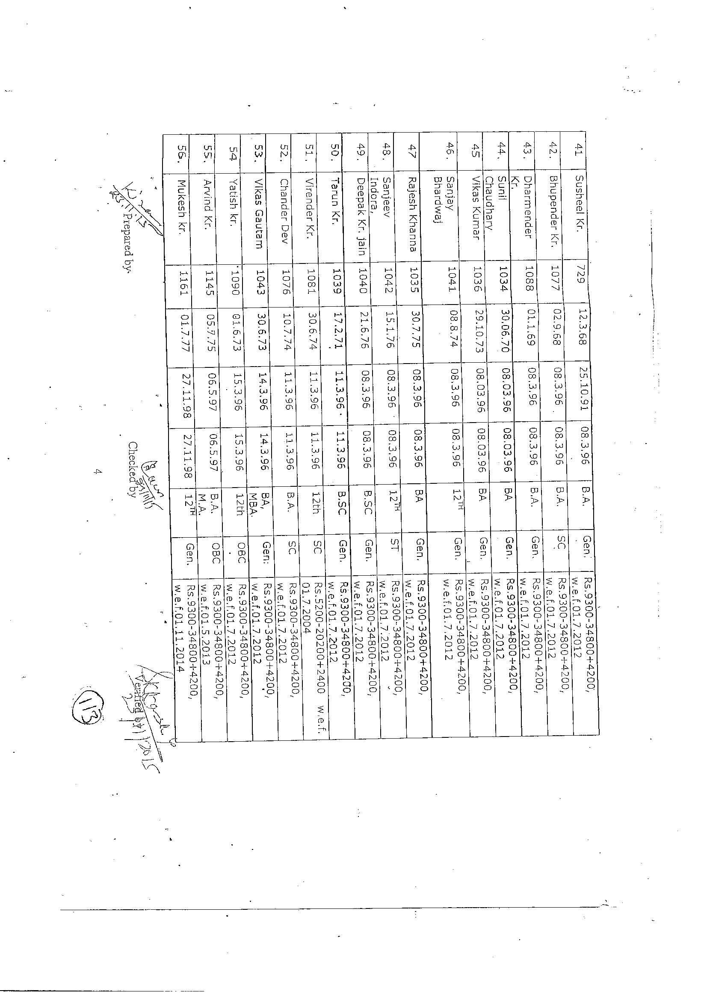 41 Susheel Kr. 729 12.3.68 25.10.91 08.3.96 B.A. Gen. Rs.9300-34800+4200,
w.e.f.01.7.2012
42. Bhupender Kr. 1077 02.9.68 08.3.96 08.3.96 B.A. SC Rs.9300-34800+4200,
w.e.f.01.7.2012
43. Dharmender 1088 01.1.69 08.3.96 08.3.96 B.A. Gen. Rs.9300-34800+4200,
Kr. w.e.f.01.7.2012
44. Sunil 1034 30.06.70 08.03.96 08.03.96 BA Gen. Rs.9300-34800+4200,
Chaudhary w.e.f.01.7.2012
45 Vikas Kumar 1036 29.10.73 08.03.96 08.03.96 BA Gen. Rs.9300-34800+4200,
w.e.f.01.7.2012
46. Sanjay 1041 08.8.74 08.3.96 08.3.96 12TH Gen. Rs.9300-34800+4200,
Bhardwaj w.e.f.01.7.2012
47 Rajesh Khanna 1035 30.7.75 08.3.96 08.3.96 BA Gen. Rs.9300-34800+4200,
w.e.f.01.7.2012
48. Sanjeev 1042 15.1.76 08.3.96 08.3.96 12TH ST Rs.9300-34800+4200,
Indora, w.e.f.01.7.2012
49. Deepak Kr. jain 1040 21.6.76 08.3.96 08.3.96 B.SC Gen. Rs.9300-34800+4200,
w.e.f.01.7.2012
50. Tarun Kr. 1039 17.2.71 11.3.96 11.3.96 B.SC Gen. Rs.9300-34800+4200,
w.e.f.01.7.2012
51. Virender Kr. 1081 30.6.74 11.3.96 11.3.96 12th SC Rs.5200-20200+2400 w.e.f.
01.7.2004
52. Chander Dev 1076 10.7.74 11.3.96 11.3.96 B.A. SC Rs.9300-34800+4200,
w.e.f.01.7.2012
53. Vikas Gautam 1043 30.6.73 14.3.96 14.3.96 BA, Gen. Rs.9300-34800+4200,
MBA. w.e.f.01.7.2012
54 Yatish kr. 1090 01.6.73 15.3.96 15.3.96 12th OBC Rs.9300-34800+4200,
w.e.f.01.7.2012
55. Arvind Kr. 1145 05.7.75 06.5.97 06.5.97 B.A. OBC Rs.9300-34800+4200,
M.A. w.e.f.01.5.2013
56. Mukesh kr. 1161 01.7.77 27.11.98 27.11.98 12TH Gen. Rs.9300-34800+4200,
w.e.f.01.11.2014
Prepared by Checked by Verified by
4
113